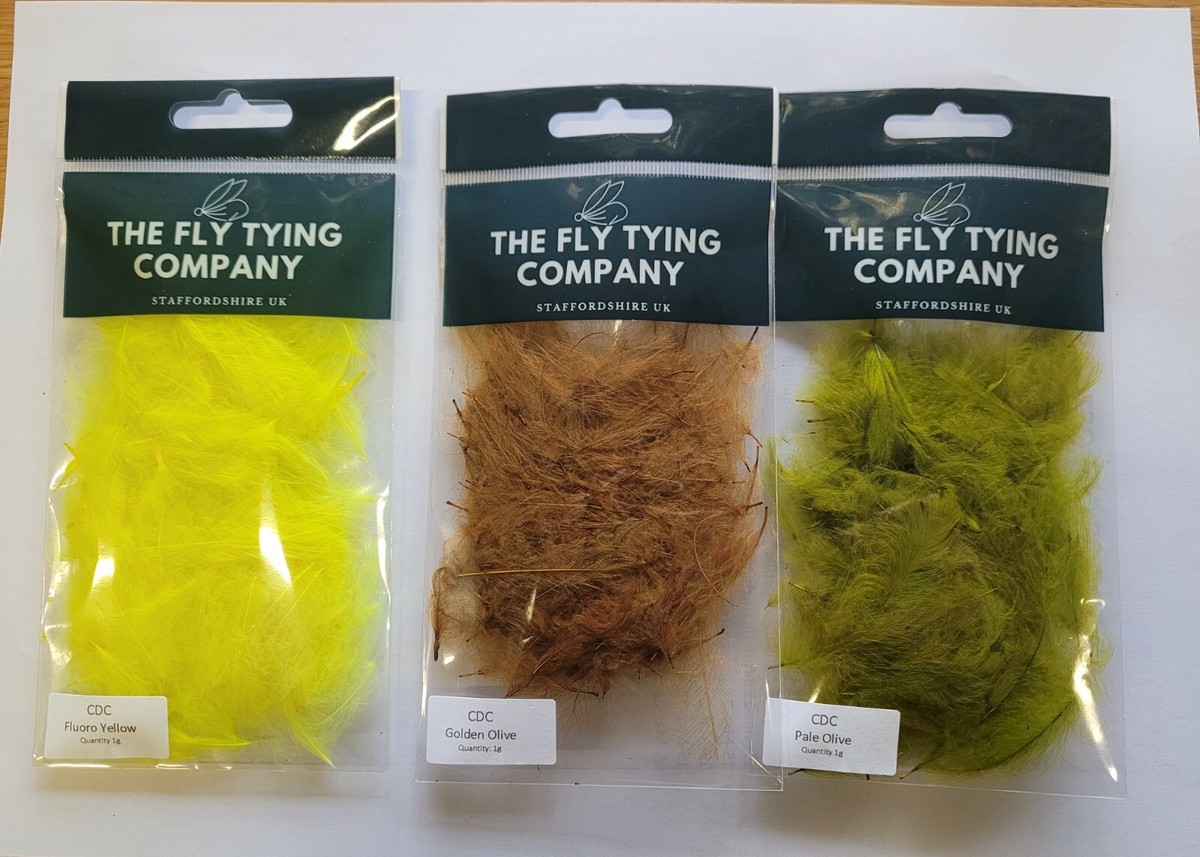 THE FLY TYING
COMPANY
STAFFORDSHIRE UK
CDC
Fluoro Yellow
Quantity 1g
THE FLY TYING
COMPANY
STAFFORDSHIRE UK
CDC
Golden Olive
Quantity: 1g
THE FLY TYING
COMPANY
STAFFORDSHIRE UK
CDC
Pale Olive
Quantity 1g